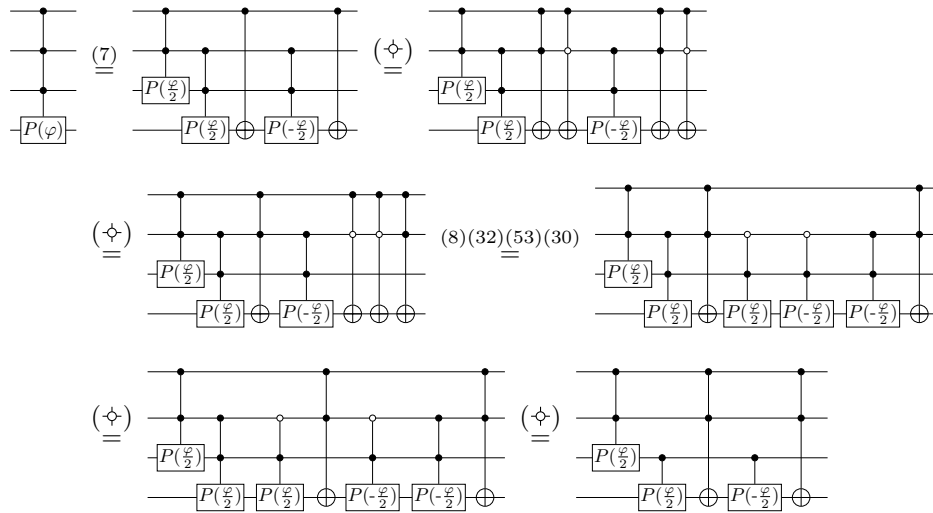 (7) =
P(φ) P(φ/2) P(φ/2) P(-φ/2) = P(φ/2) P(φ/2) P(-φ/2)
= P(φ/2) P(φ/2) P(-φ/2) (8)(32)(53)(30) = P(φ/2) P(φ/2) P(φ/2) P(-φ/2) P(-φ/2)
= P(φ/2) P(φ/2) P(φ/2) P(-φ/2) P(-φ/2) = P(φ/2) P(φ/2) P(-φ/2)